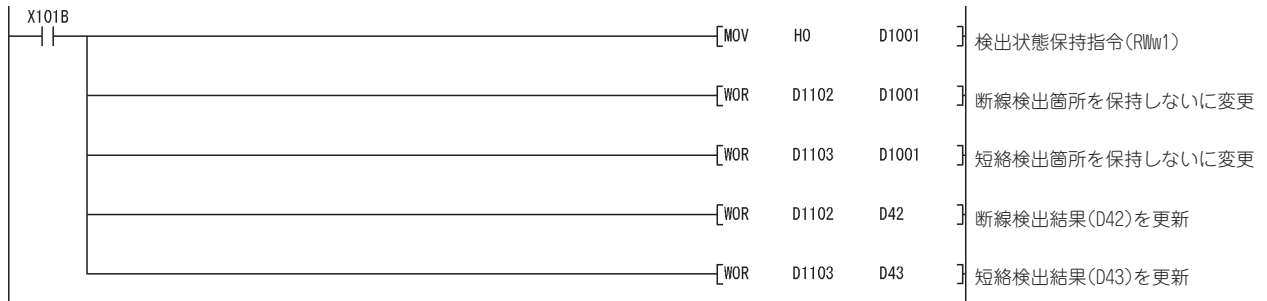 X101B
MOV H0 D1001 検出状態保持指令(RWw1)
WOR D1102 D1001 断線検出箇所を保持しないに変更
WOR D1103 D1001 短絡検出箇所を保持しないに変更
WOR D1102 D42 断線検出結果(D42)を更新
WOR D1103 D43 短絡検出結果(D43)を更新